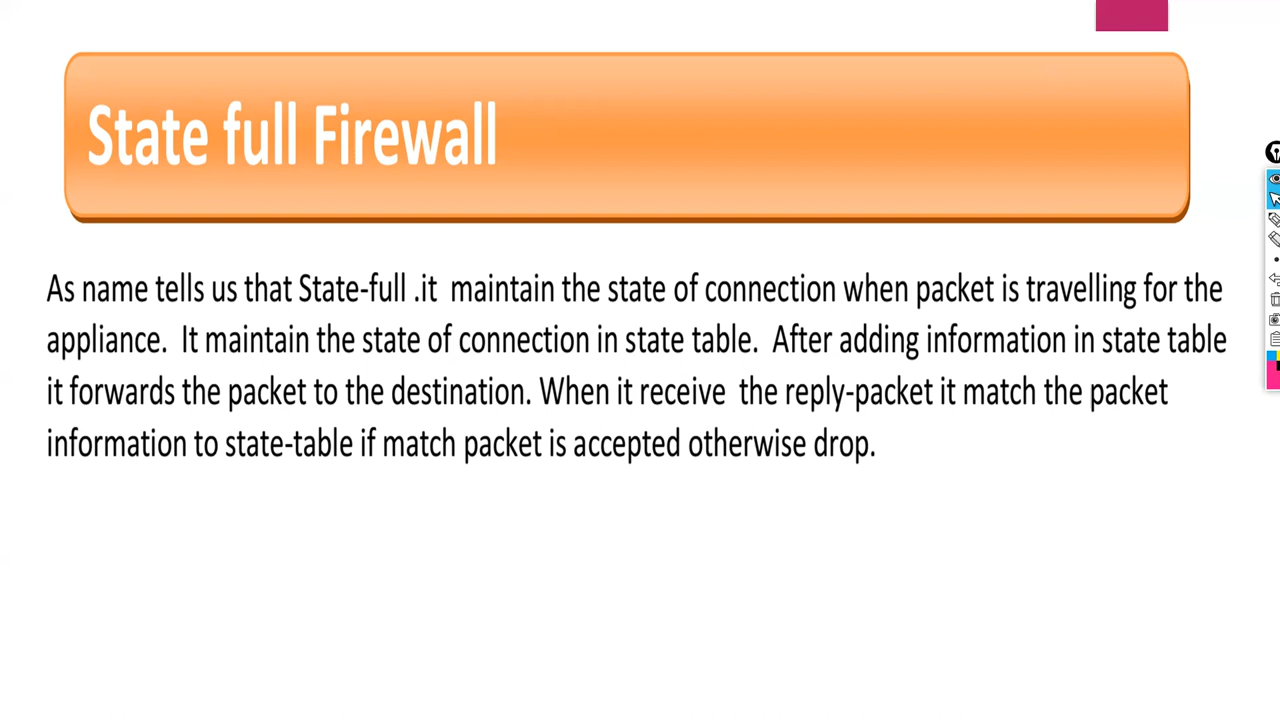 State full Firewall
As name tells us that State-full .it  maintain the state of connection when packet is travelling for the
appliance.  It maintain the state of connection in state table.  After adding information in state table
it forwards the packet to the destination. When it receive  the reply-packet it match the packet
information to state-table if match packet is accepted otherwise drop.